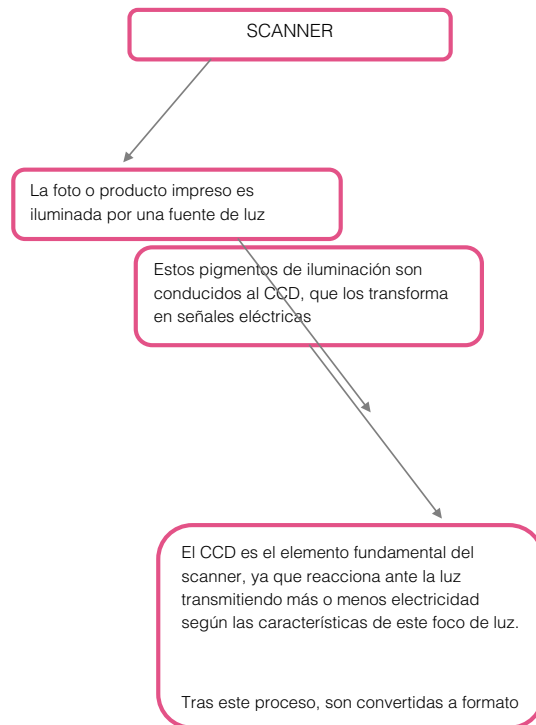 SCANNER
La foto o producto impreso es
iluminada por una fuente de luz
Estos pigmentos de iluminación son
conducidos al CCD, que los transforma
en señales eléctricas
El CCD es el elemento fundamental del
scanner, ya que reacciona ante la luz
transmitiendo más o menos electricidad
según las características de este foco de luz.
Tras este proceso, son convertidas a formato